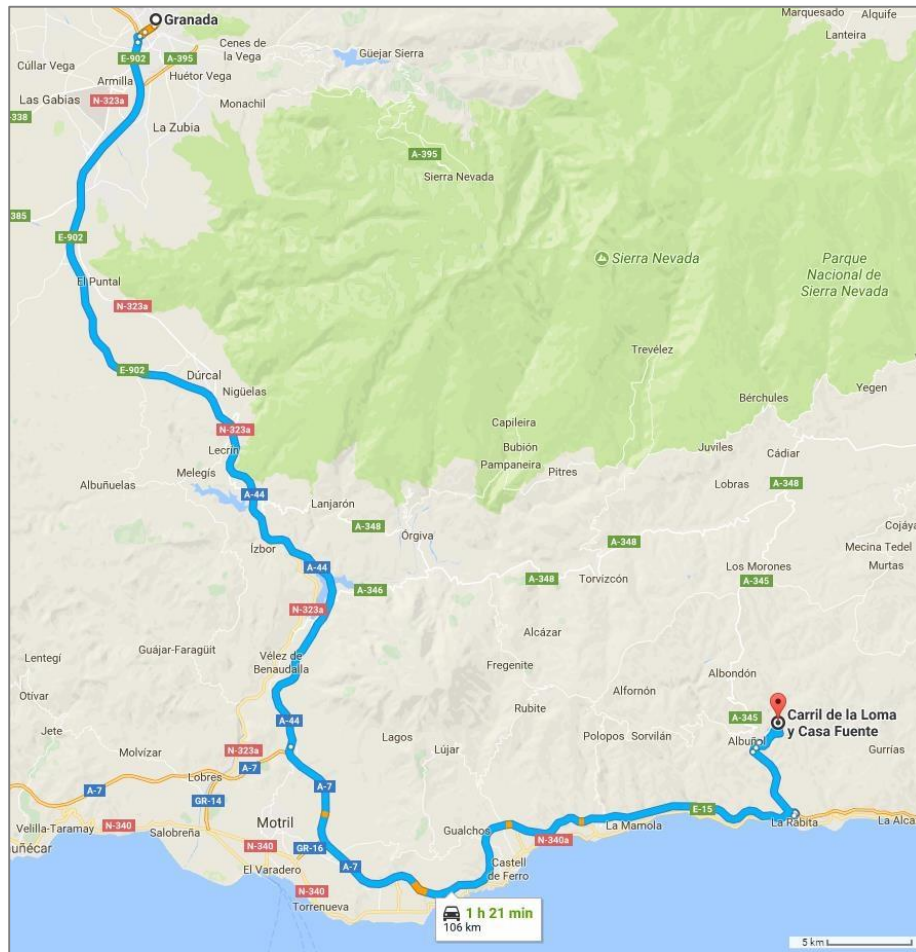 Granada
Marquesado
Alquife
Lanteira
Cenes de
la Vega
Güejar Sierra
Cúllar Vega
E-902
A-395
Armilla
Huétor Vega
Las Gabias
N-323a
Monachil
-338
La Zubia
A-395
Sierra Nevada
-385
E-902
Sierra Nevada
Parque
Nacional de
Sierra Nevada
El Puntal
N-323a
Trevélez
E-902
Dúrcal
Nigüelas
Bérchules
Yegen
N-323a
Capileira
Lecrín
Bubión
Juviles
Cádiar
Melegís
Pampaneira
Pitres
Albuñuelas
A-44
Lobras
A-348
Lanjarón
A-348
Órgiva
Cojáya
Ízbor
A-348
Mecina Tedel
A-44
A-348
Torvizcón
Los Morones
Murtas
A-346
A-345
N-323a
Alcázar
Guájar-Faragüit
Vélez de
Benaudalla
Lentegí
Fregenite
Albondón
Otívar
Alfornón
Rubite
Jete
A-44
Lagos
Polopos
Sorvilán
A-345
Carril de la Loma
y Casa Fuente
Molvízar
N-323a
Lújar
Albuñol
Gurrías
A-7
Lobres
A-7
A-7
GR-14
E-15
Velilla-Taramay
N-340
Salobreña
Motril
Gualchos
La Mamola
La Rábita
La Alca
uñécar
N-340
GR-16
N-340a
El Varadero
A-7
Castell
de Ferro
N-340
Torrenueva
1 h 21 min
106 km
5 km